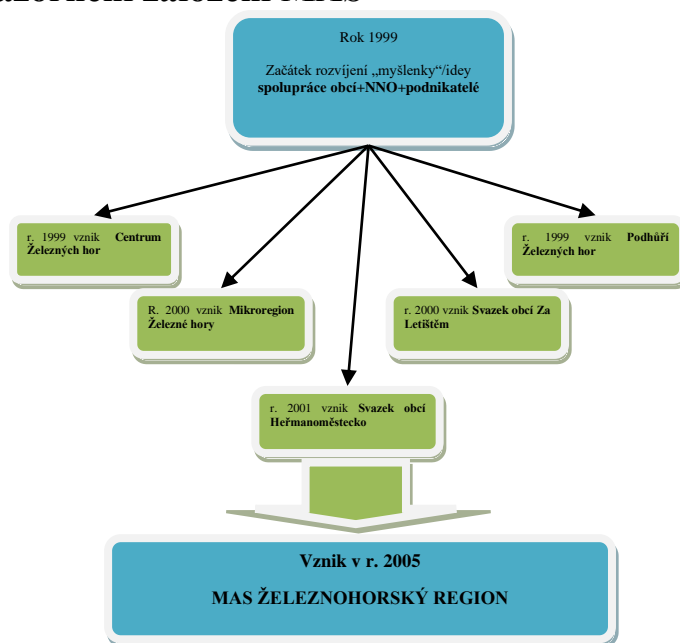 Rok 1999
Začátek rozvíjení „myšlenky"/idey
spolupráce obcí+NNO+podnikatelé
r. 1999 vznik Centrum
Železných hor
r. 1999 vznik Podhůří
Železných hor
R. 2000 vznik Mikroregion
Železné hory
r. 2000 vznik Svazek obcí Za
Letištěm
r. 2001 vznik Svazek obcí
Heřmanoměstecko
Vznik v r. 2005
MAS ŽELEZNOHORSKÝ REGION